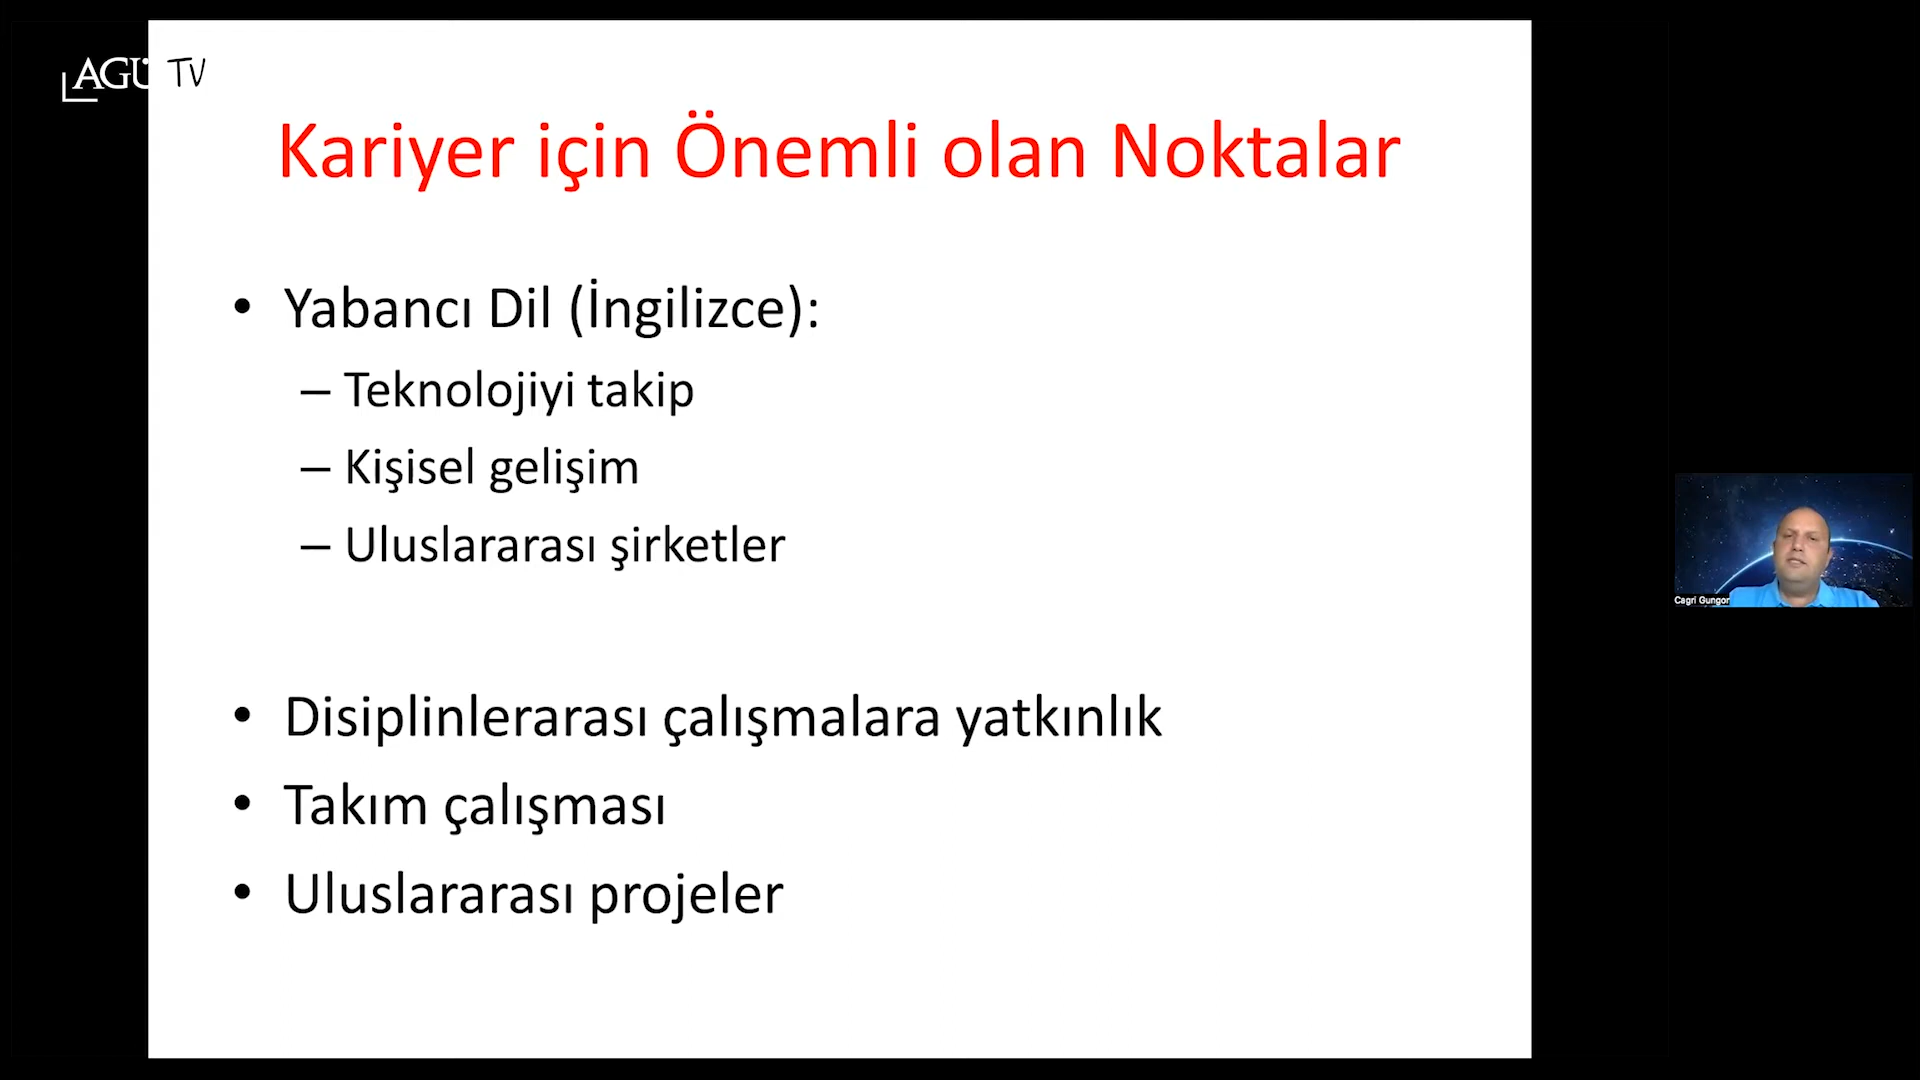 AGÜ TV
Kariyer için Önemli olan Noktalar
• Yabancı Dil (İngilizce):
– Teknolojiyi takip
– Kişisel gelişim
– Uluslararası şirketler
• Disiplinlerarası çalışmalara yatkınlık
• Takım çalışması
• Uluslararası projeler
Cagri Gungor